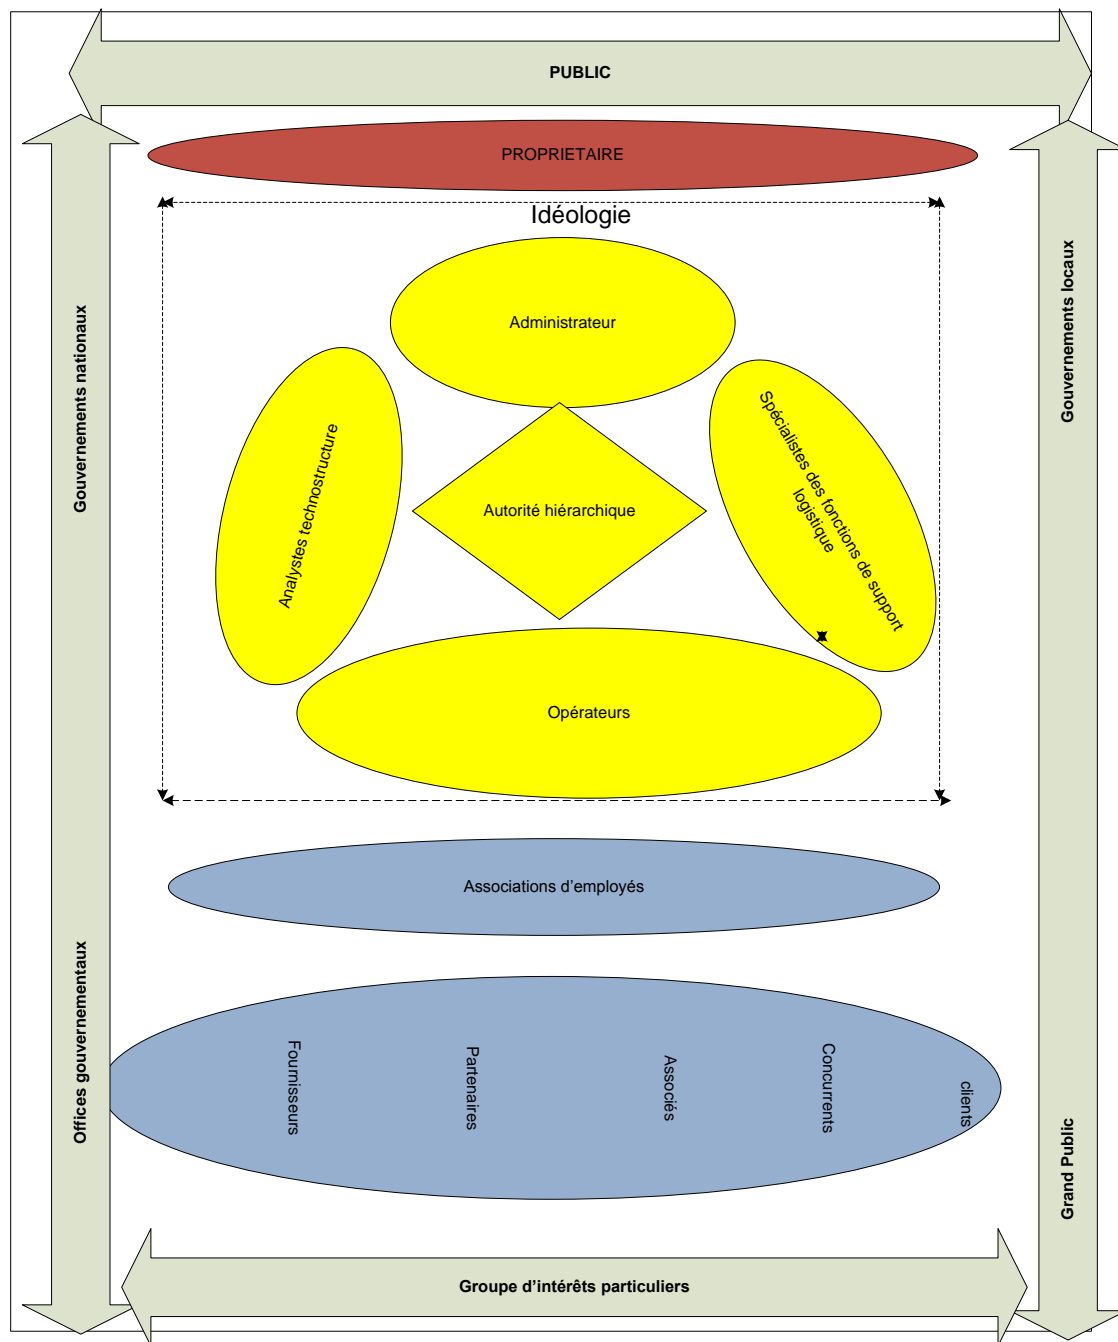 PUBLIC
PROPRIETAIRE
Idéologie
Gouvernements nationaux
Gouvernements locaux
Administrateur
Analystes technostructure
Autorité hiérarchique
Spécialistes des fonctions de support
logistique
Opérateurs
Associations d’employés
Offices gouvernementaux
Fournisseurs
Partenaires
Associés
Concurrents
clients
Grand Public
Groupe d’intérêts particuliers